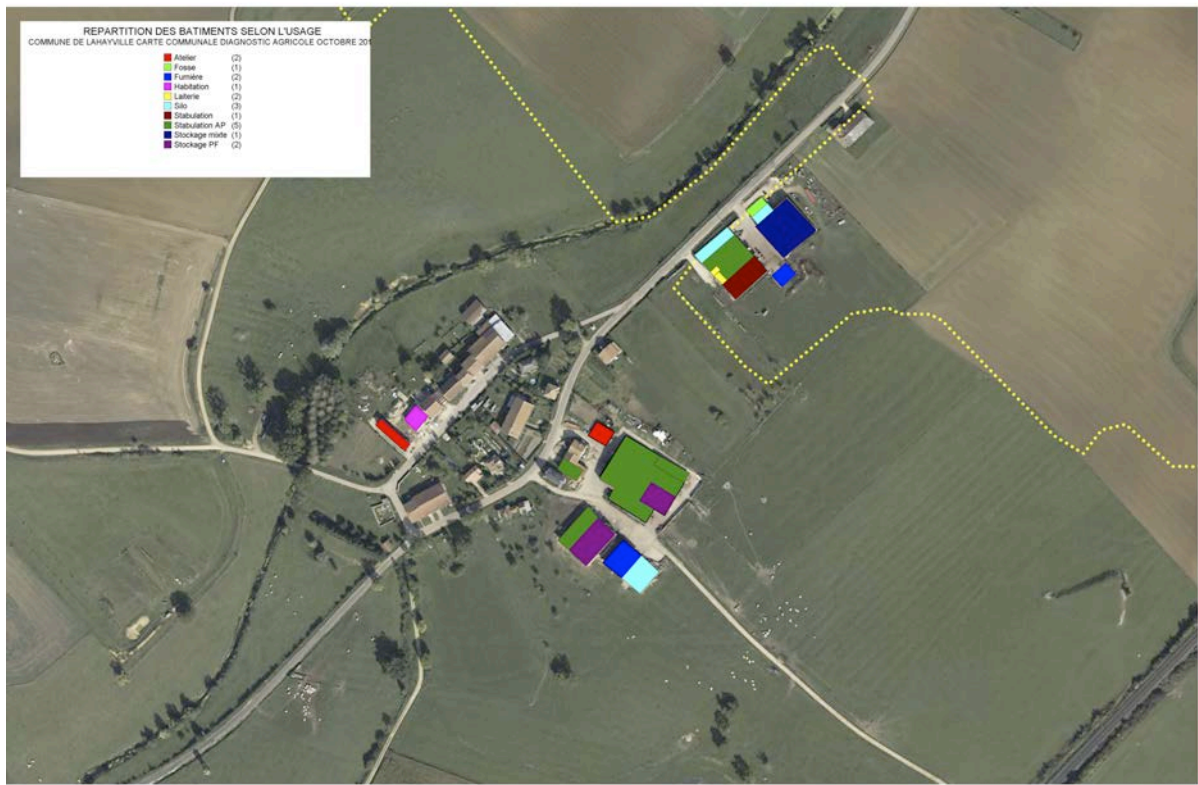 REPARTITION DES BATIMENTS SELON L'USAGE
COMMUNE DE LAHAYVILLE CARTE COMMUNALE DIAGNOSTIC AGRICOLE OCTOBRE 201
Atelier (2)
Fosse (1)
Fumière (2)
Habitation (1)
Laiterie (2)
Silo (3)
Stabulation (1)
Stabulation AP (5)
Stockage mixte (1)
Stockage PF (2)